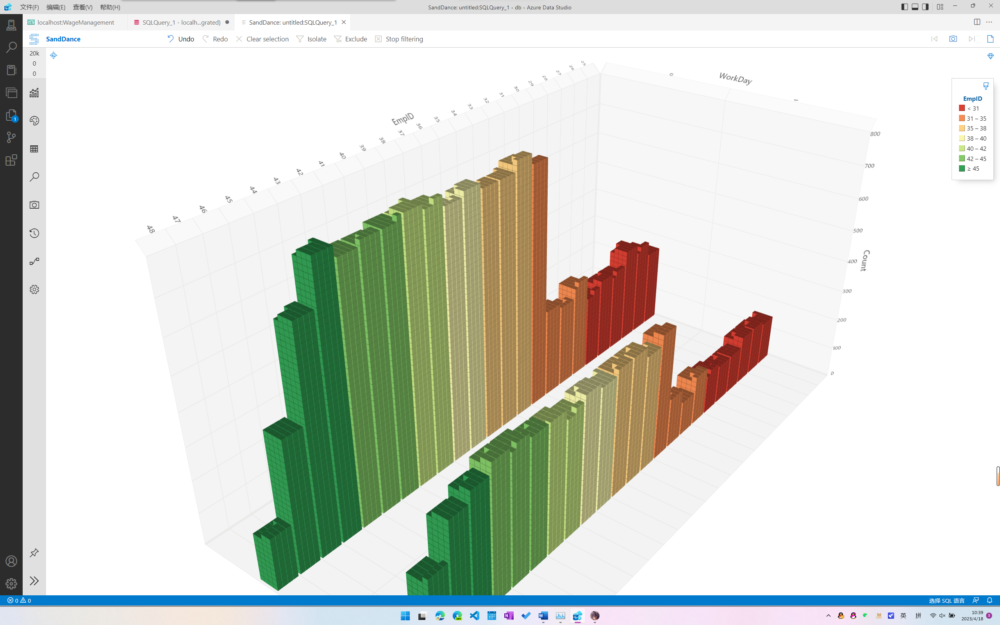 文件(F) 编辑(E) 查看(V) 帮助(H) SandDance: untitled:SQLQuery_1 - db - Azure Data Studio
localhost:WageManagement SQLQuery_1 - localh...grated) SandDance: untitled:SQLQuery_1
SandDance Undo Redo Clear selection Isolate Exclude Stop filtering
20k
0
0
1
EmpID
25
26
27
28
29
30
31
32
33
34
35
36
37
38
39
40
41
42
43
44
45
46
47
48
WorkDay
0
1
Count
800
700
600
500
400
300
200
100
0
EmpID
< 31
31 – 35
35 – 38
38 – 40
40 – 42
42 – 45
≥ 45
0 0 选择 SQL 语言
DEV 英 拼 10:39
2023/4/18 3